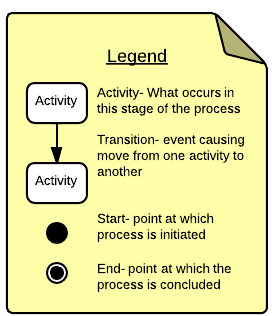 Legend
Activity
Activity- What occurs in
this stage of the process
Transition- event causing
move from one activity to
another
Activity
Start- point at which
process is initiated
End- point at which the
process is concluded